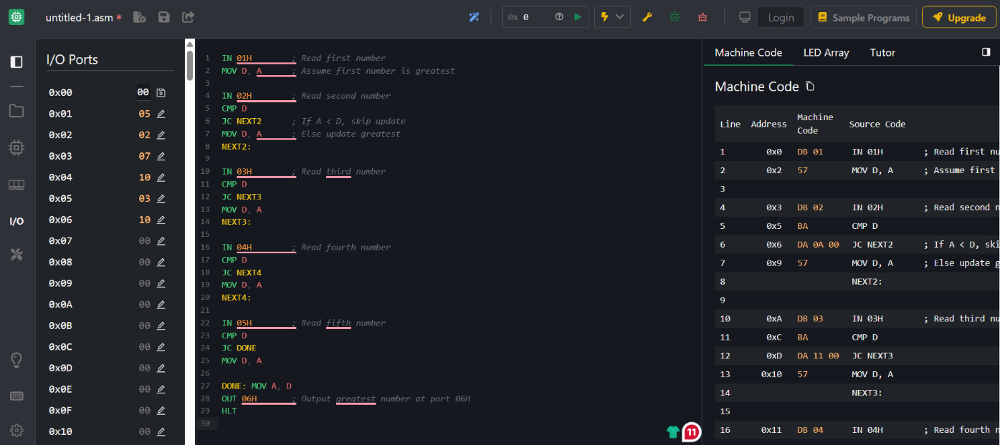 untitled-1.asm *
0x 0
Login
Sample Programs
Upgrade
I/O Ports
0x00 00
0x01 05
0x02 02
0x03 07
0x04 10
0x05 03
0x06 10
0x07 00
0x08 00
0x09 00
0x0A 00
0x0B 00
0x0C 00
0x0D 00
0x0E 00
0x0F 00
0x10 00
I/O
1 IN 01H ; Read first number
2 MOV D, A ; Assume first number is greatest
3
4 IN 02H ; Read second number
5 CMP D
6 JC NEXT2 ; If A < D, skip update
7 MOV D, A ; Else update greatest
8 NEXT2:
9
10 IN 03H ; Read third number
11 CMP D
12 JC NEXT3
13 MOV D, A
14 NEXT3:
15
16 IN 04H ; Read fourth number
17 CMP D
18 JC NEXT4
19 MOV D, A
20 NEXT4:
21
22 IN 05H ; Read fifth number
23 CMP D
24 JC DONE
25 MOV D, A
26
27 DONE: MOV A, D
28 OUT 06H ; Output greatest number at port 06H
29 HLT
30
11
Machine Code LED Array Tutor
Machine Code
Line Address Machine Code Source Code
1 0x0 DB 01 IN 01H ; Read first nu
2 0x2 57 MOV D, A ; Assume first
3
4 0x3 DB 02 IN 02H ; Read second n
5 0x5 BA CMP D
6 0x6 DA 0A 00 JC NEXT2 ; If A < D, ski
7 0x9 57 MOV D, A ; Else update g
8 NEXT2:
9
10 0xA DB 03 IN 03H ; Read third nu
11 0xC BA CMP D
12 0xD DA 11 00 JC NEXT3
13 0x10 57 MOV D, A
14 NEXT3:
15
16 0x11 DB 04 IN 04H ; Read fourth n